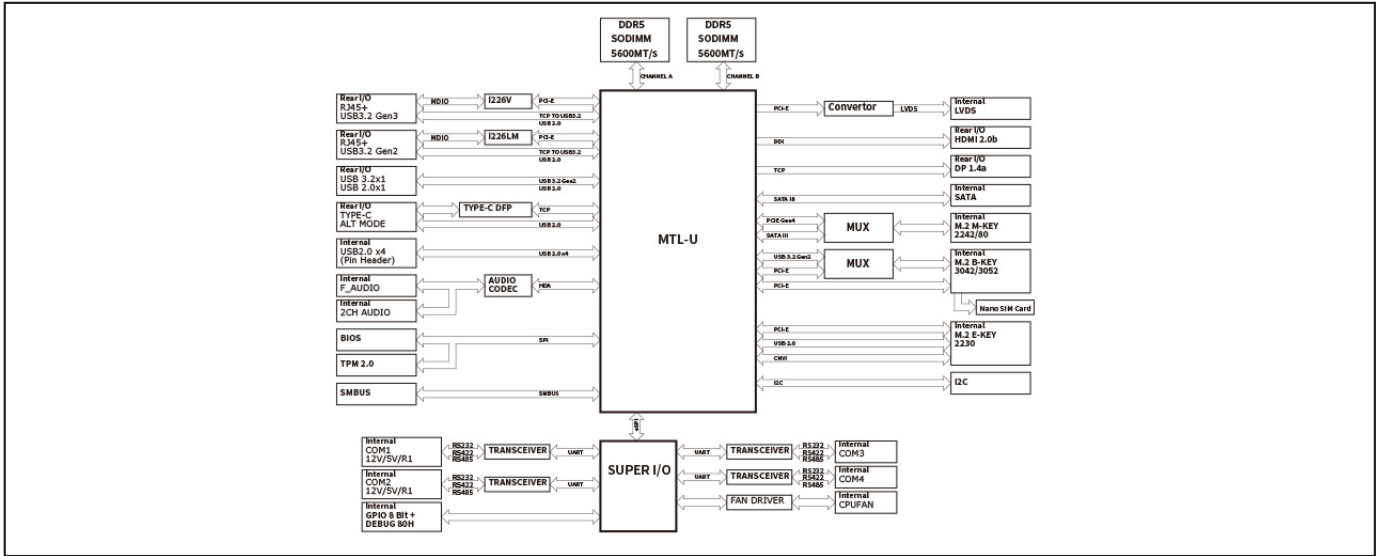 DDR5
SODIMM
5600MT/s
DDR5
SODIMM
5600MT/s
CHANNEL A
CHANNEL B
Rear I/O
RJ45+
USB3.2 Gen3
MDIO
I226V
PCI-E
TCP TO USB3.2
USB 2.0
Rear I/O
RJ45+
USB3.2 Gen2
MDIO
I226LM
PCI-E
TCP TO USB3.2
USB 2.0
Rear I/O
USB 3.2x1
USB 2.0x1
USB 3.2 Gen2
USB 2.0
Rear I/O
TYPE-C
ALT MODE
TYPE-C DFP
TCP
USB 2.0
Internal
USB2.0 x4
(Pin Header)
USB 2.0 x4
Internal
F_AUDIO
AUDIO
CODEC
HDA
Internal
2CH AUDIO
BIOS
SPI
TPM 2.0
SMBUS
SMBUS
MTL-U
PCI-E
Convertor
LVDS
Internal
LVDS
DDI
Rear I/O
HDMI 2.0b
TCP
Rear I/O
DP 1.4a
SATA III
Internal
SATA
PCIE Gen4
SATA III
MUX
Internal
M.2 M-KEY
2242/80
USB 3.2 Gen2
PCI-E
MUX
PCI-E
Internal
M.2 B-KEY
3042/3052
Nano SIM Card
PCI-E
USB 2.0
CNVi
Internal
M.2 E-KEY
2230
I2C
I2C
eSPI
SUPER I/O
Internal
COM1
12V/5V/R1
RS232
RS422
RS485
TRANSCEIVER
UART
Internal
COM2
12V/5V/R1
RS232
RS422
RS485
TRANSCEIVER
UART
Internal
GPIO 8 Bit +
DEBUG 80H
UART
TRANSCEIVER
RS232
RS422
RS485
Internal
COM3
UART
TRANSCEIVER
RS232
RS422
RS485
Internal
COM4
FAN DRIVER
Internal
CPUFAN